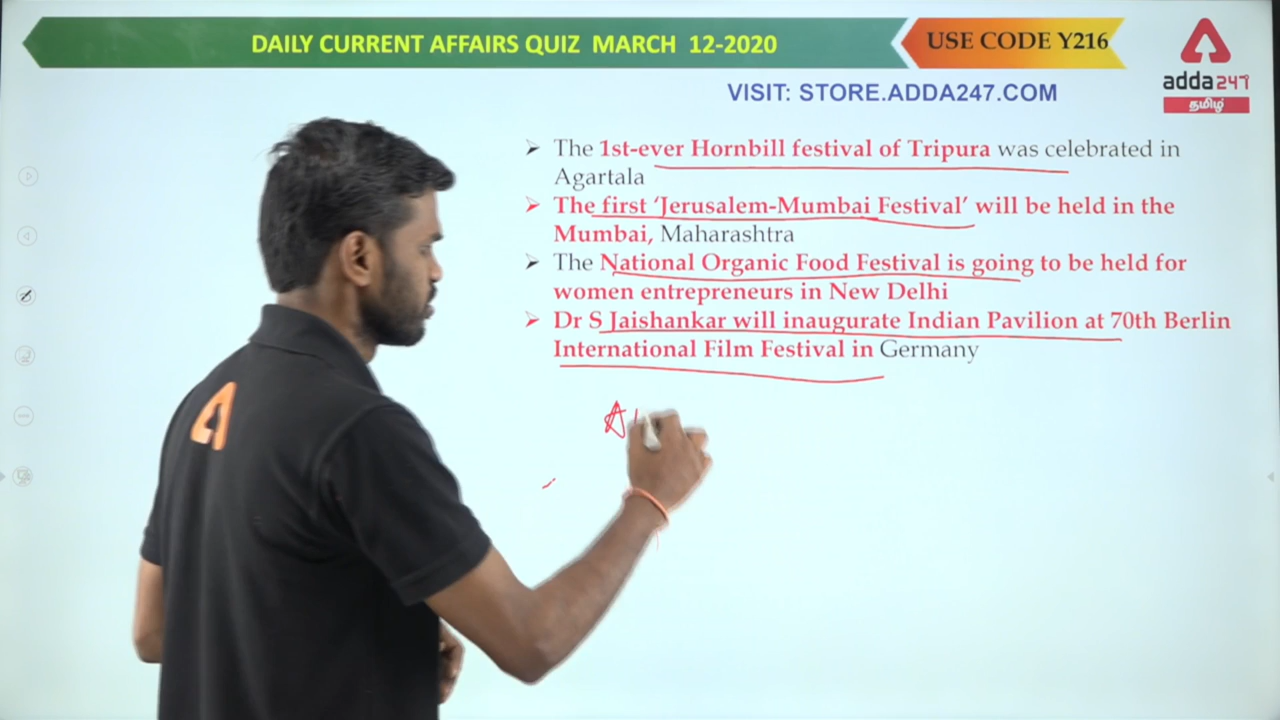 DAILY CURRENT AFFAIRS QUIZ MARCH 12-2020
USE CODE Y216
adda247
தமிழ்
VISIT: STORE.ADDA247.COM
➢ The 1st-ever Hornbill festival of Tripura was celebrated in
Agartala
➢ The first ‘Jerusalem-Mumbai Festival’ will be held in the
Mumbai, Maharashtra
➢ The National Organic Food Festival is going to be held for
women entrepreneurs in New Delhi
➢ Dr S Jaishankar will inaugurate Indian Pavilion at 70th Berlin
International Film Festival in Germany